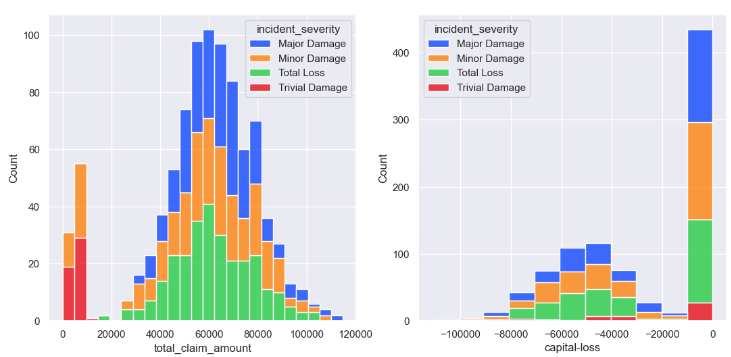 incident_severity
Major Damage
Minor Damage
Total Loss
Trivial Damage
100
80
60
40
20
0
Count
0 20000 40000 60000 80000 100000 120000
total_claim_amount
incident_severity
Major Damage
Minor Damage
Total Loss
Trivial Damage
400
300
200
100
0
Count
−100000 −80000 −60000 −40000 −20000 0
capital-loss